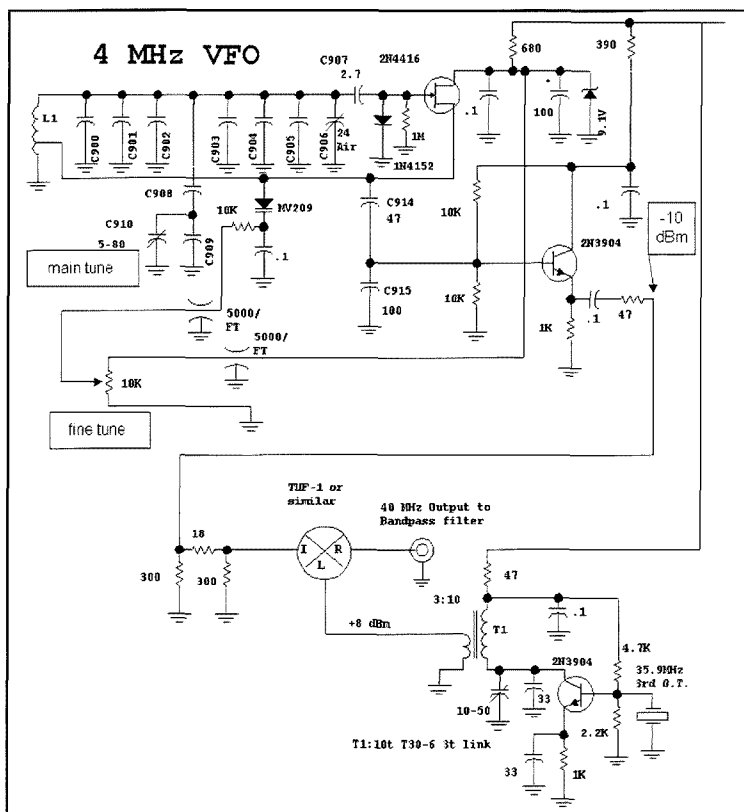 4 MHz VFO
C907
2.7
2N4416
680
390
L1
C900
C901
C902
C903
C904
C905
C906
24
Air
1N4152
1M
.1
100
9.1V
C908
10K
MV209
C914
47
10K
.1
-10
dBm
C910
5-80
C909
.1
2N3904
main tune
C915
100
10K
5000/
FT
5000/
FT
1K
.1
47
10K
fine tune
TUF-1 or
similar
40 MHz Output to
Bandpass filter
18
I
R
L
300
300
47
3:10
.1
+8 dBm
T1
4.7K
2N3904
35.9MHz
3rd O.T.
10-50
33
2.2K
T1:10t T30-6 3t link
33
1K